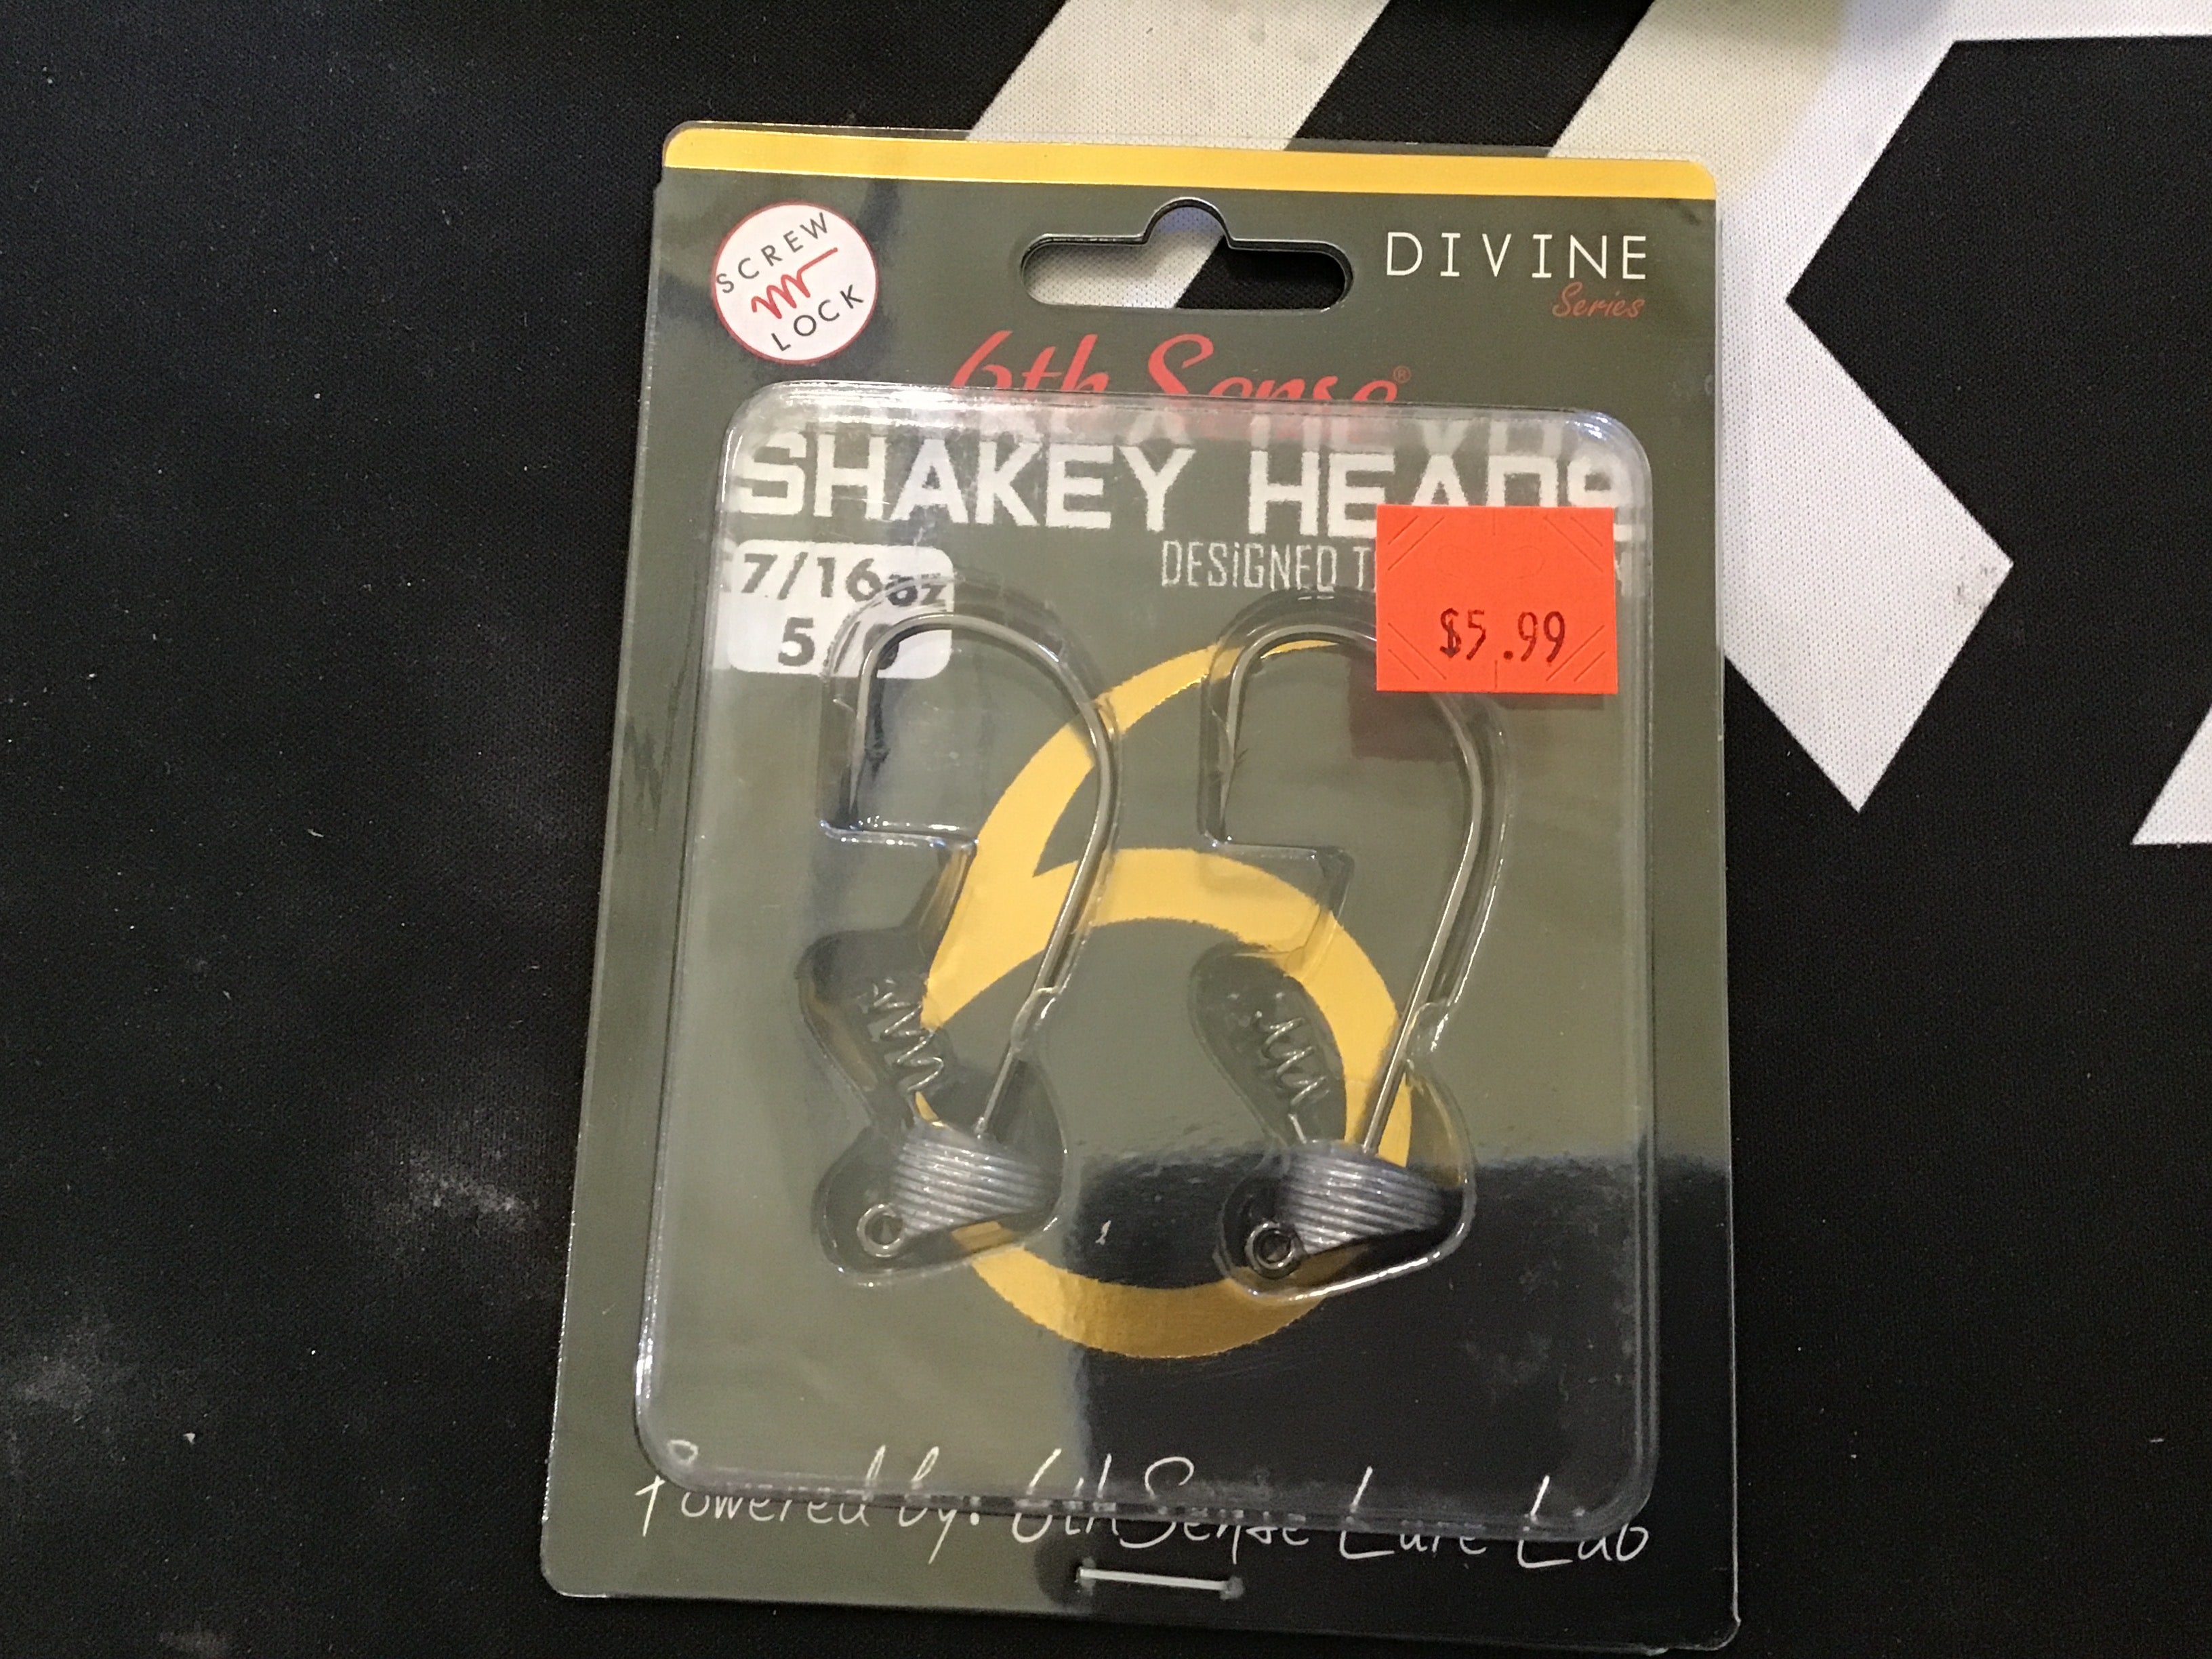 SCREW
LOCK
DIVINE
Series
6th Sense®
SHAKEY HEADS
7/16oz
DESIGNED
$5.99
Powered by: 6th Sense Lure Lab